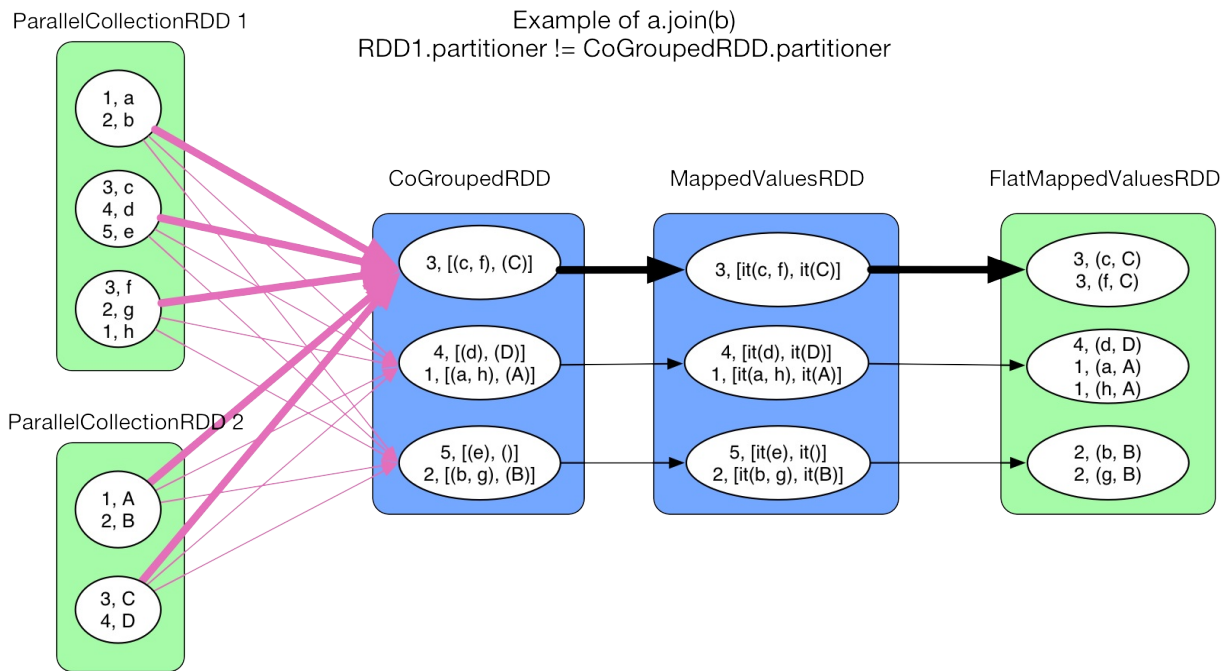 ParallelCollectionRDD 1
Example of a.join(b)
RDD1.partitioner != CoGroupedRDD.partitioner
1, a
2, b
3, c
4, d
5, e
3, f
2, g
1, h
ParallelCollectionRDD 2
1, A
2, B
3, C
4, D
CoGroupedRDD
3, [(c, f), (C)]
4, [(d), (D)]
1, [(a, h), (A)]
5, [(e), ()]
2, [(b, g), (B)]
MappedValuesRDD
3, [it(c, f), it(C)]
4, [it(d), it(D)]
1, [it(a, h), it(A)]
5, [it(e), it()]
2, [it(b, g), it(B)]
FlatMappedValuesRDD
3, (c, C)
3, (f, C)
4, (d, D)
1, (a, A)
1, (h, A)
2, (b, B)
2, (g, B)